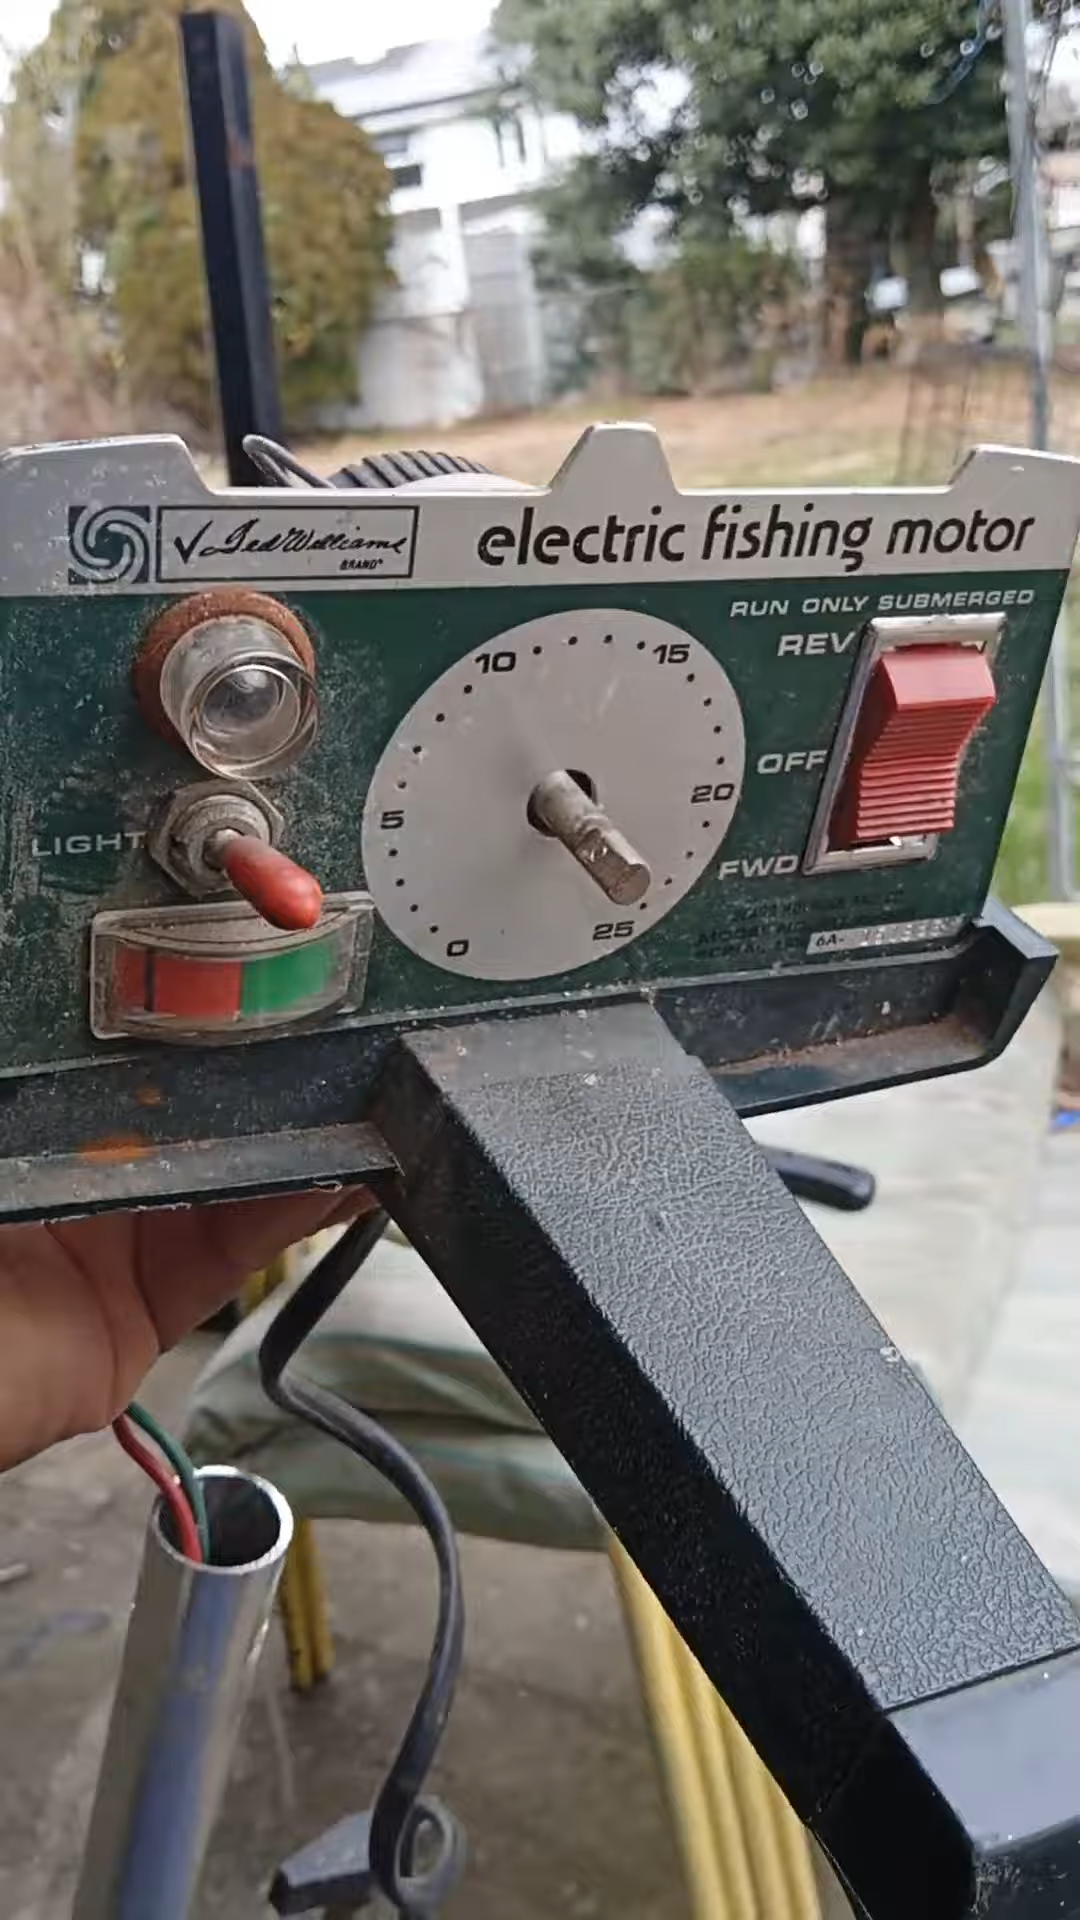 Ted Williams
BRAND®
electric fishing motor
RUN ONLY SUBMERGED
REV
OFF
FWD
LIGHT
0
5
10
15
20
25
6A-